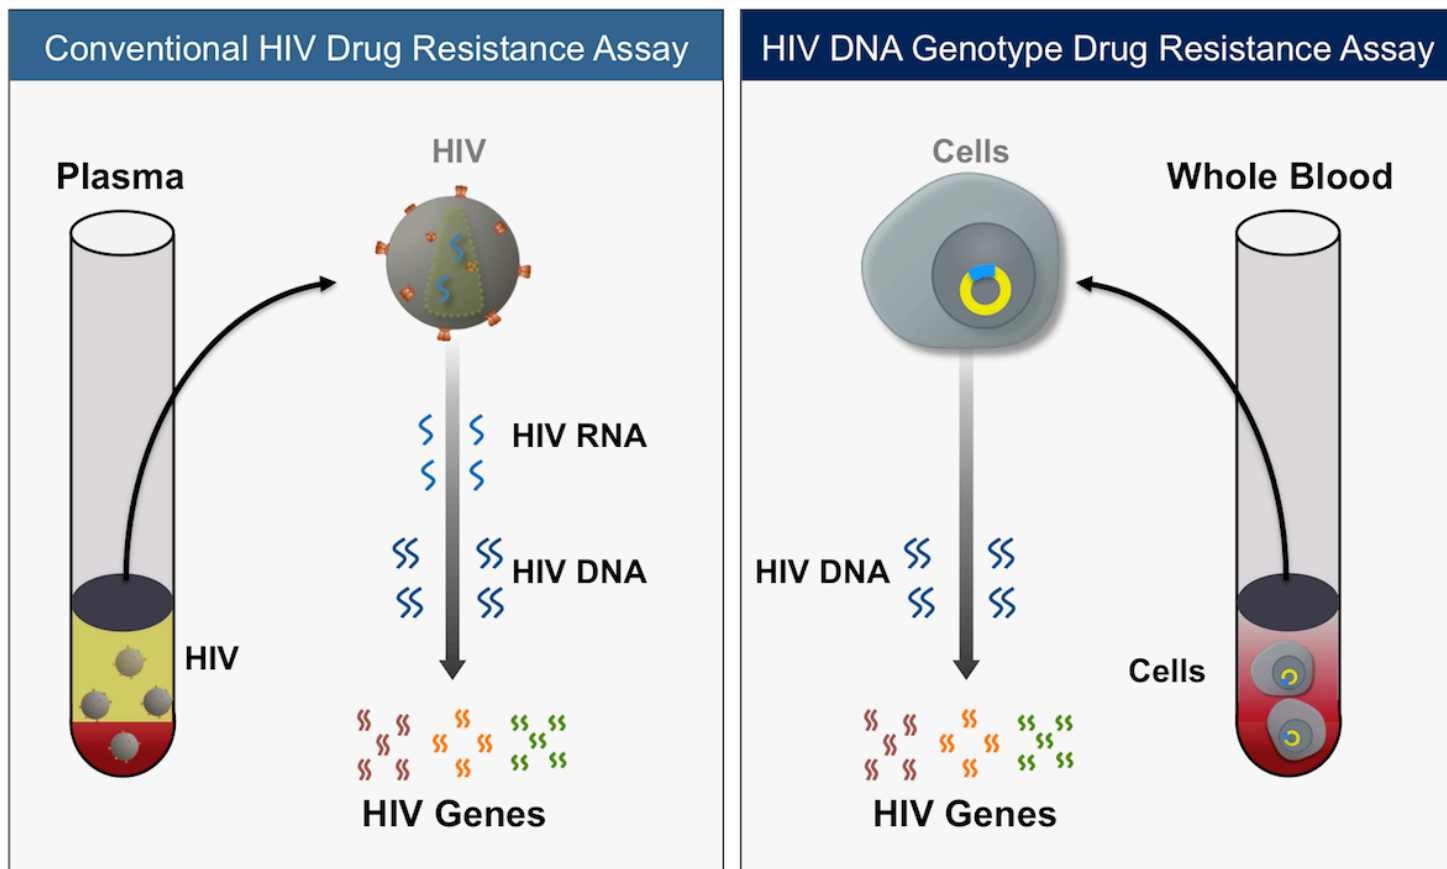 Conventional HIV Drug Resistance Assay
Plasma
HIV
HIV RNA
HIV DNA
HIV
HIV Genes
HIV DNA Genotype Drug Resistance Assay
Cells
Whole Blood
HIV DNA
Cells
HIV Genes